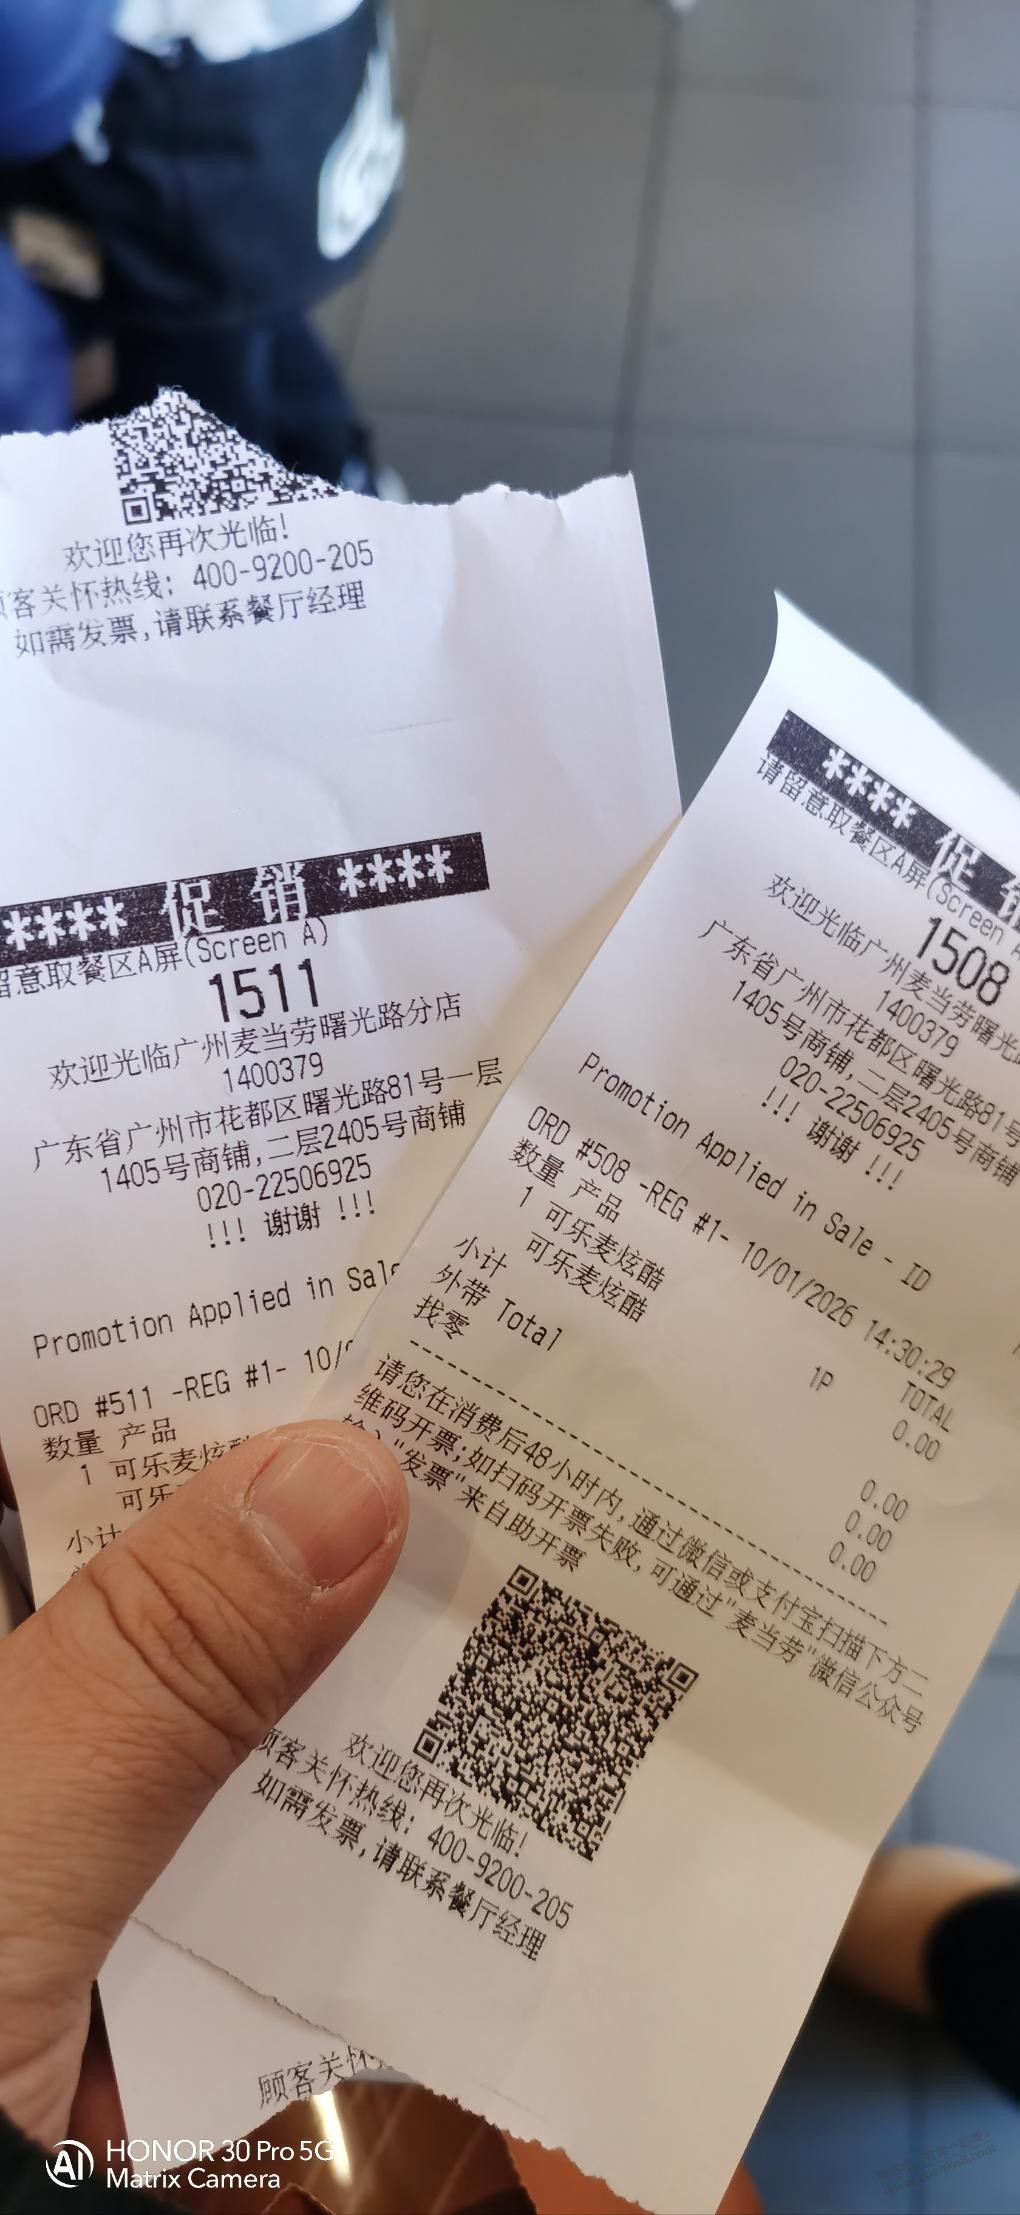 欢迎您再次光临!
顾客关怀热线: 400-9200-205
如需发票,请联系餐厅经理
**** 促 销 ****
留意取餐区A屏(Screen A)
1511
欢迎光临广州麦当劳曙光路分店
1400379
广东省广州市花都区曙光路81号一层
1405号商铺,二层2405号商铺
020-22506925
!!! 谢谢 !!!
Promotion Applied in Sale
ORD #511 -REG #1- 10/
数量 产品
1 可乐麦炫酷
可乐
小计
**** 促 销
请留意取餐区A屏(Screen A
1508
欢迎光临广州麦当劳曙光路
1400379
广东省广州市花都区曙光路81号
1405号商铺,二层2405号商铺
020-22506925
!!! 谢谢 !!!
Promotion Applied in Sale - ID
ORD #508 -REG #1- 10/01/2026 14:30:29
数量 产品 1P TOTAL
1 可乐麦炫酷 0.00
可乐麦炫酷
小计 0.00
外带 Total 0.00
找零 0.00
请您在消费后48小时内,通过微信或支付宝扫描下方二
维码开票;如扫码开票失败,可通过"麦当劳"微信公众号
输入"发票"来自助开票
欢迎您再次光临!
顾客关怀热线: 400-9200-205
如需发票,请联系餐厅经理
顾客关怀
HONOR 30 Pro 5G
Matrix Camera